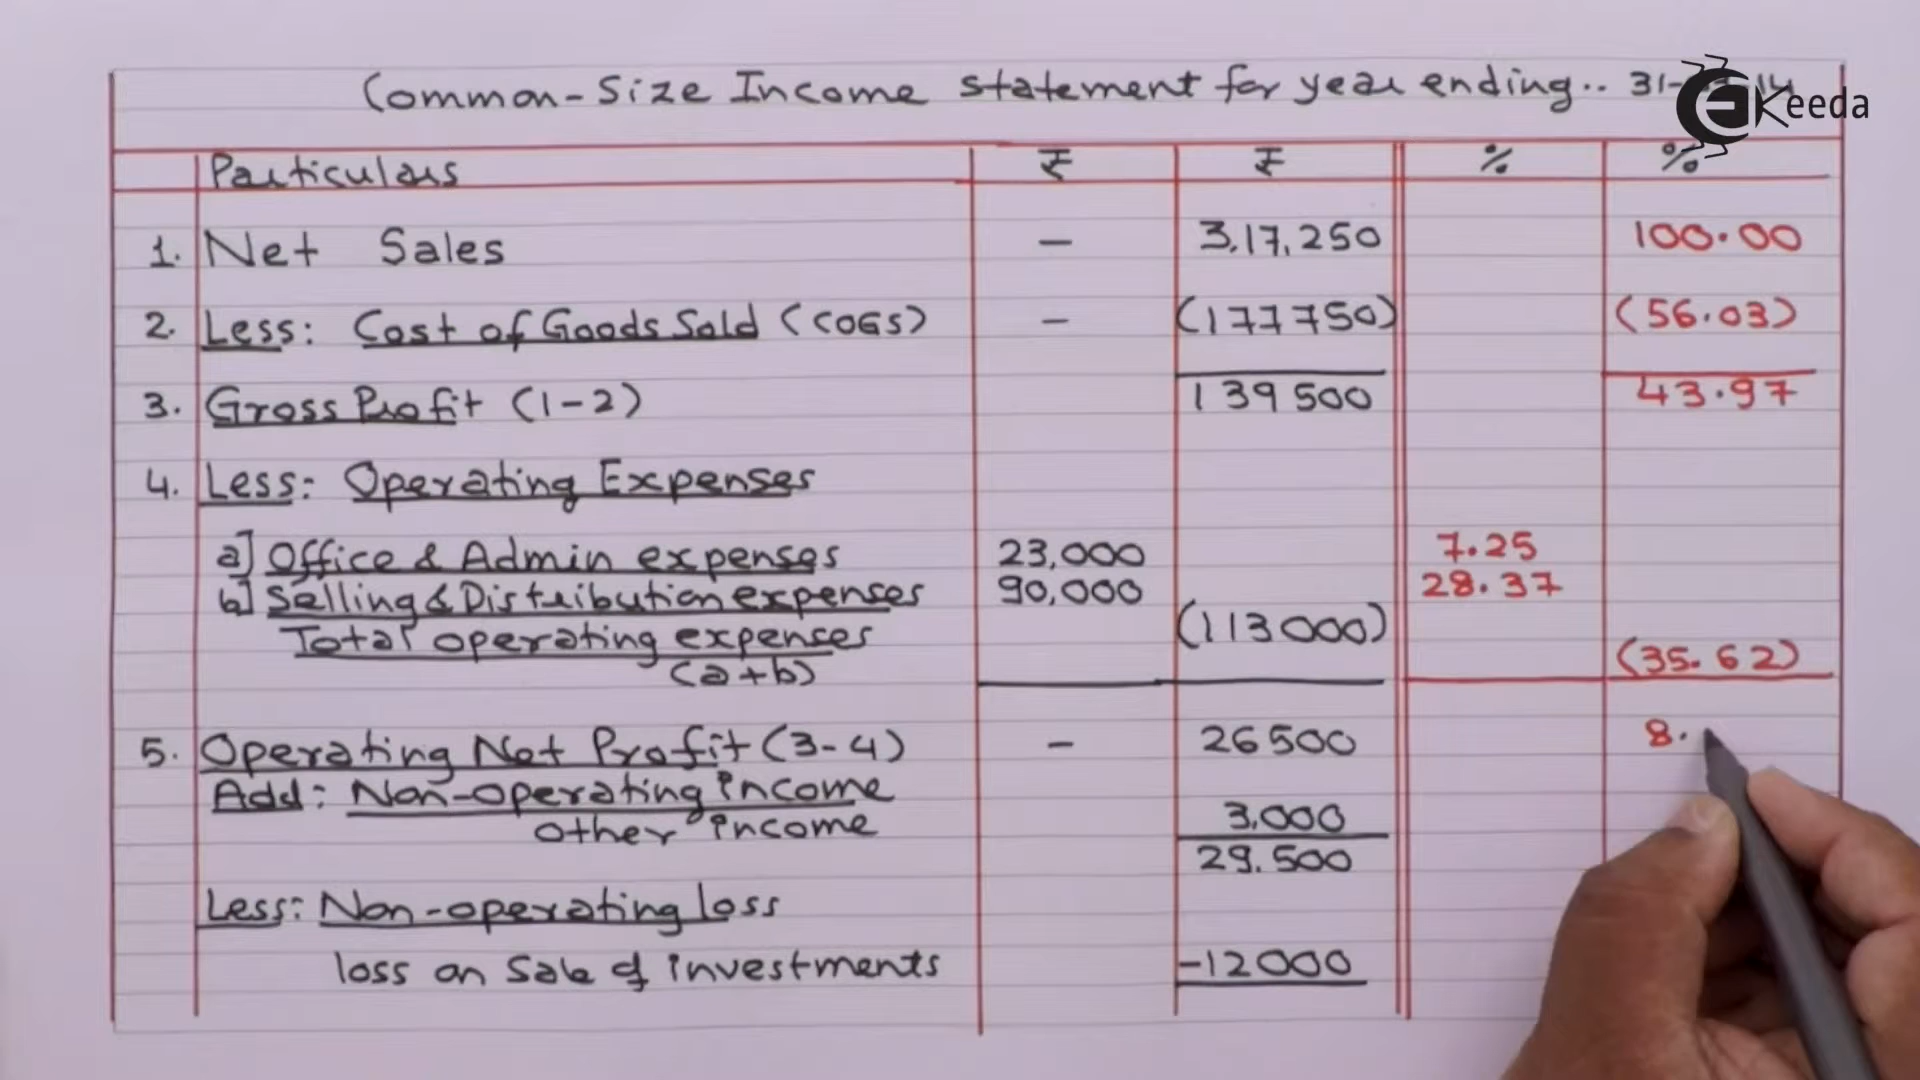 Common-Size Income statement for year ending.. 31-
Keeda
Particulars ₹ ₹ % %
1. Net Sales - 3,17,250 100.00
2. Less: Cost of Goods Sold (COGS) - (177750) (56.03)
3. Gross Profit (1-2) 139500 43.97
4. Less: Operating Expenses
a] Office & Admin expenses 23,000 7.25
b] Selling & Distribution expenses 90,000 28.37
Total operating expenses (113000)
(a+b) (35.62)
5. Operating Net Profit (3-4) - 26500 8.
Add: Non-operating income
other income 3,000
29,500
Less: Non-operating loss
loss on Sale of investments -12000